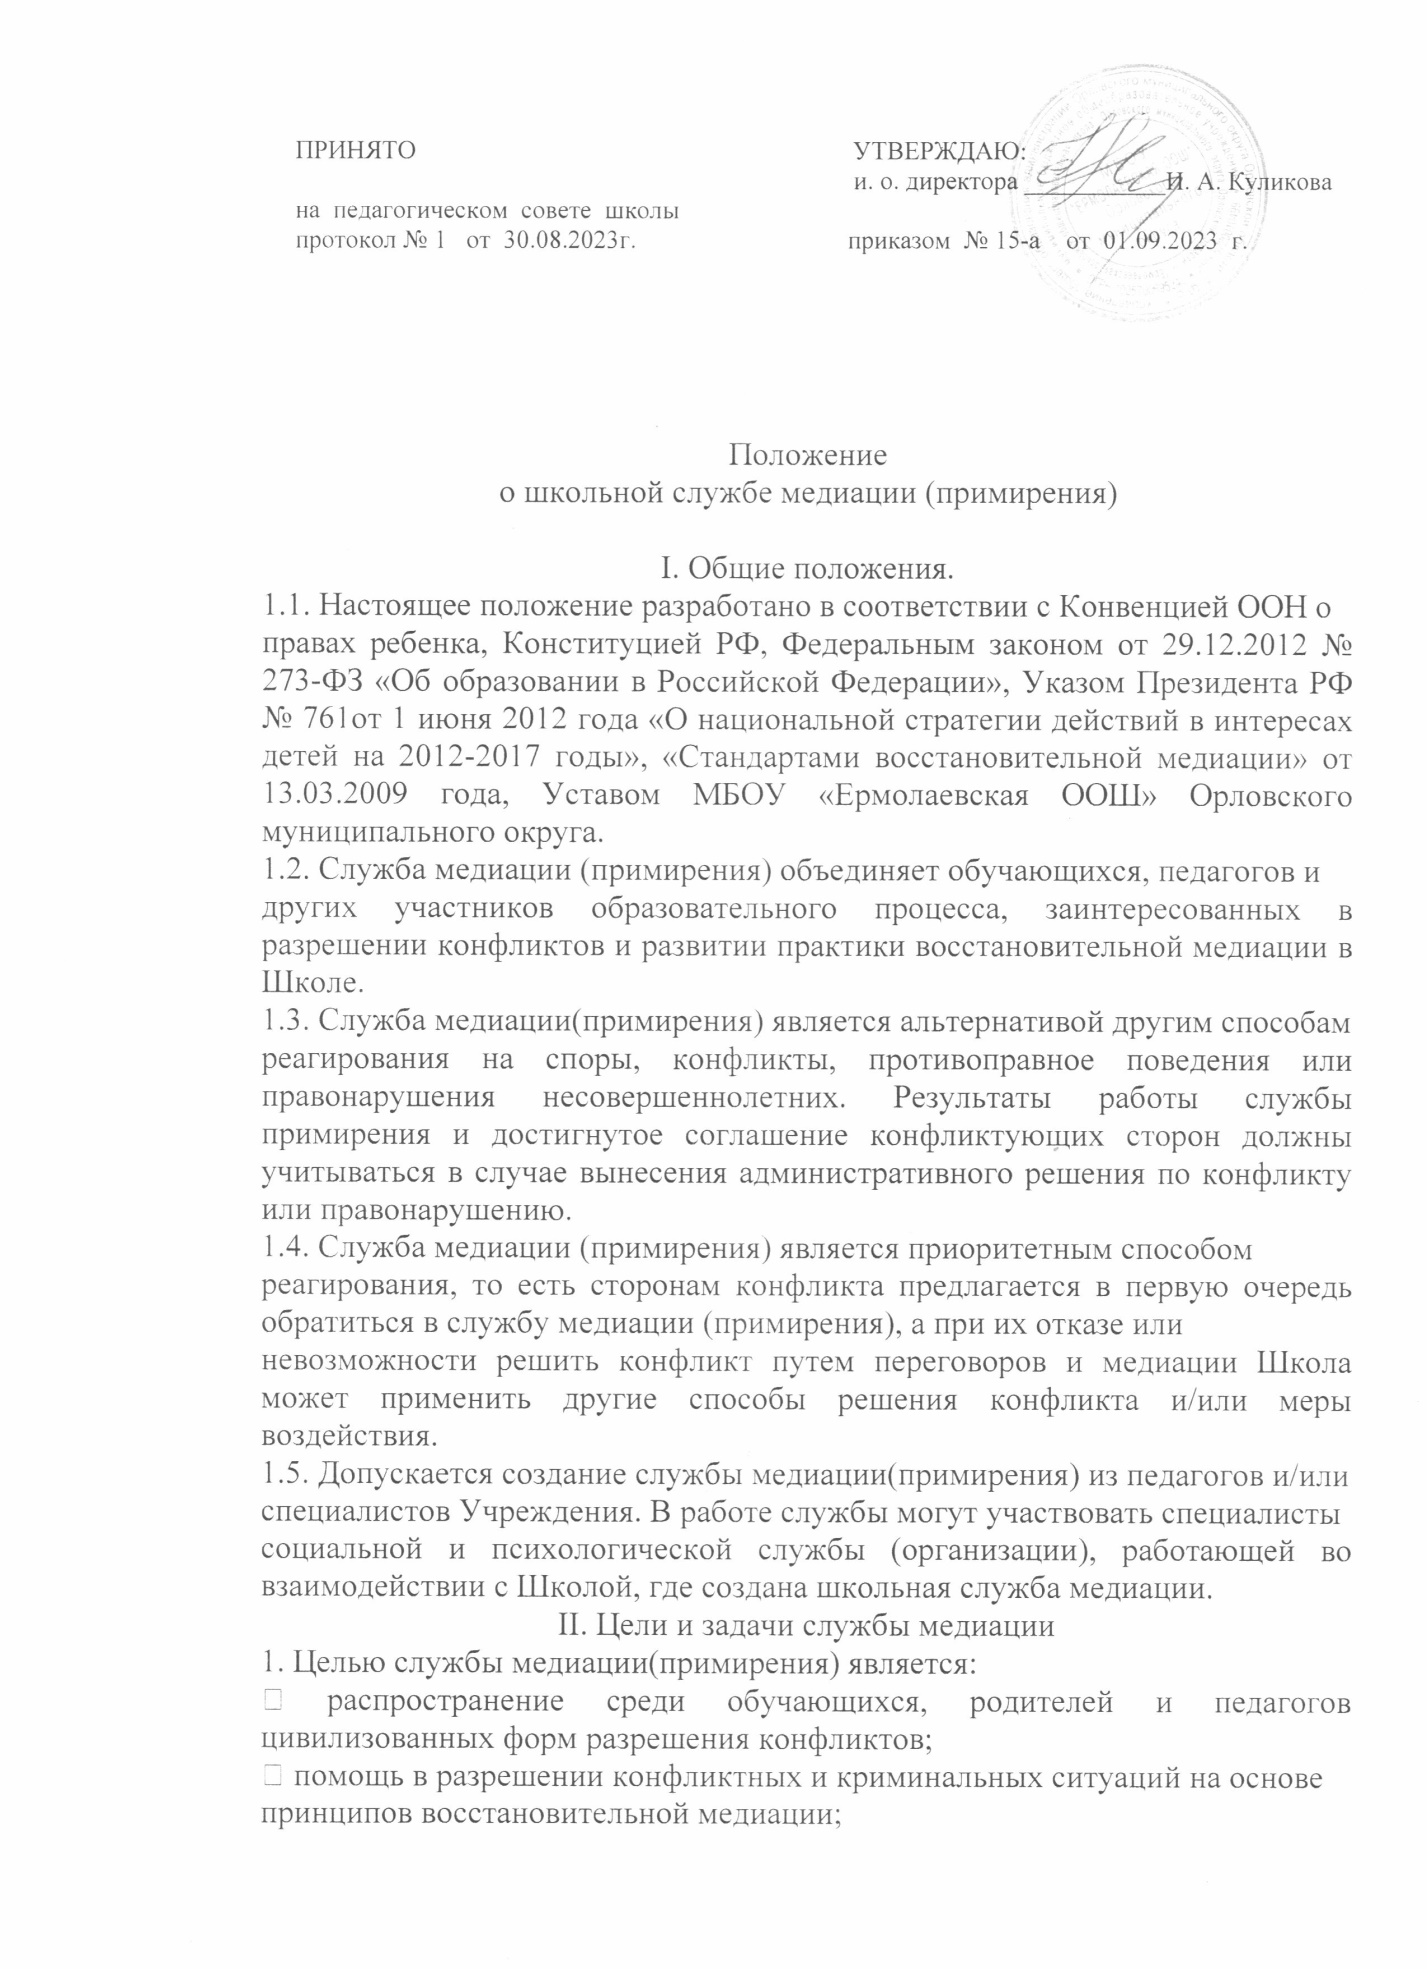 ПРИНЯТО
УТВЕРЖДАЮ:
и. о. директора ___________И. А. Куликова
на педагогическом совете школы
протокол № 1 от 30.08.2023г.
приказом № 15-а от 01.09.2023 г.
Положение
о школьной службе медиации (примирения)
I. Общие положения.
1.1. Настоящее положение разработано в соответствии с Конвенцией ООН о
правах ребенка, Конституцией РФ, Федеральным законом от 29.12.2012 №
273-ФЗ «Об образовании в Российской Федерации», Указом Президента РФ
№ 761от 1 июня 2012 года «О национальной стратегии действий в интересах
детей на 2012-2017 годы», «Стандартами восстановительной медиации» от
13.03.2009 года, Уставом МБОУ «Ермолаевская ООШ» Орловского
муниципального округа.
1.2. Служба медиации (примирения) объединяет обучающихся, педагогов и
других участников образовательного процесса, заинтересованных в
разрешении конфликтов и развитии практики восстановительной медиации в
Школе.
1.3. Служба медиации(примирения) является альтернативой другим способам
реагирования на споры, конфликты, противоправное поведения или
правонарушения несовершеннолетних. Результаты работы службы
примирения и достигнутое соглашение конфликтующих сторон должны
учитываться в случае вынесения административного решения по конфликту
или правонарушению.
1.4. Служба медиации (примирения) является приоритетным способом
реагирования, то есть сторонам конфликта предлагается в первую очередь
обратиться в службу медиации (примирения), а при их отказе или
невозможности решить конфликт путем переговоров и медиации Школа
может применить другие способы решения конфликта и/или меры
воздействия.
1.5. Допускается создание службы медиации(примирения) из педагогов и/или
специалистов Учреждения. В работе службы могут участвовать специалисты
социальной и психологической службы (организации), работающей во
взаимодействии с Школой, где создана школьная служба медиации.
II. Цели и задачи службы медиации
1. Целью службы медиации(примирения) является:
распространение среди обучающихся, родителей и педагогов
цивилизованных форм разрешения конфликтов;
помощь в разрешении конфликтных и криминальных ситуаций на основе
принципов восстановительной медиации;